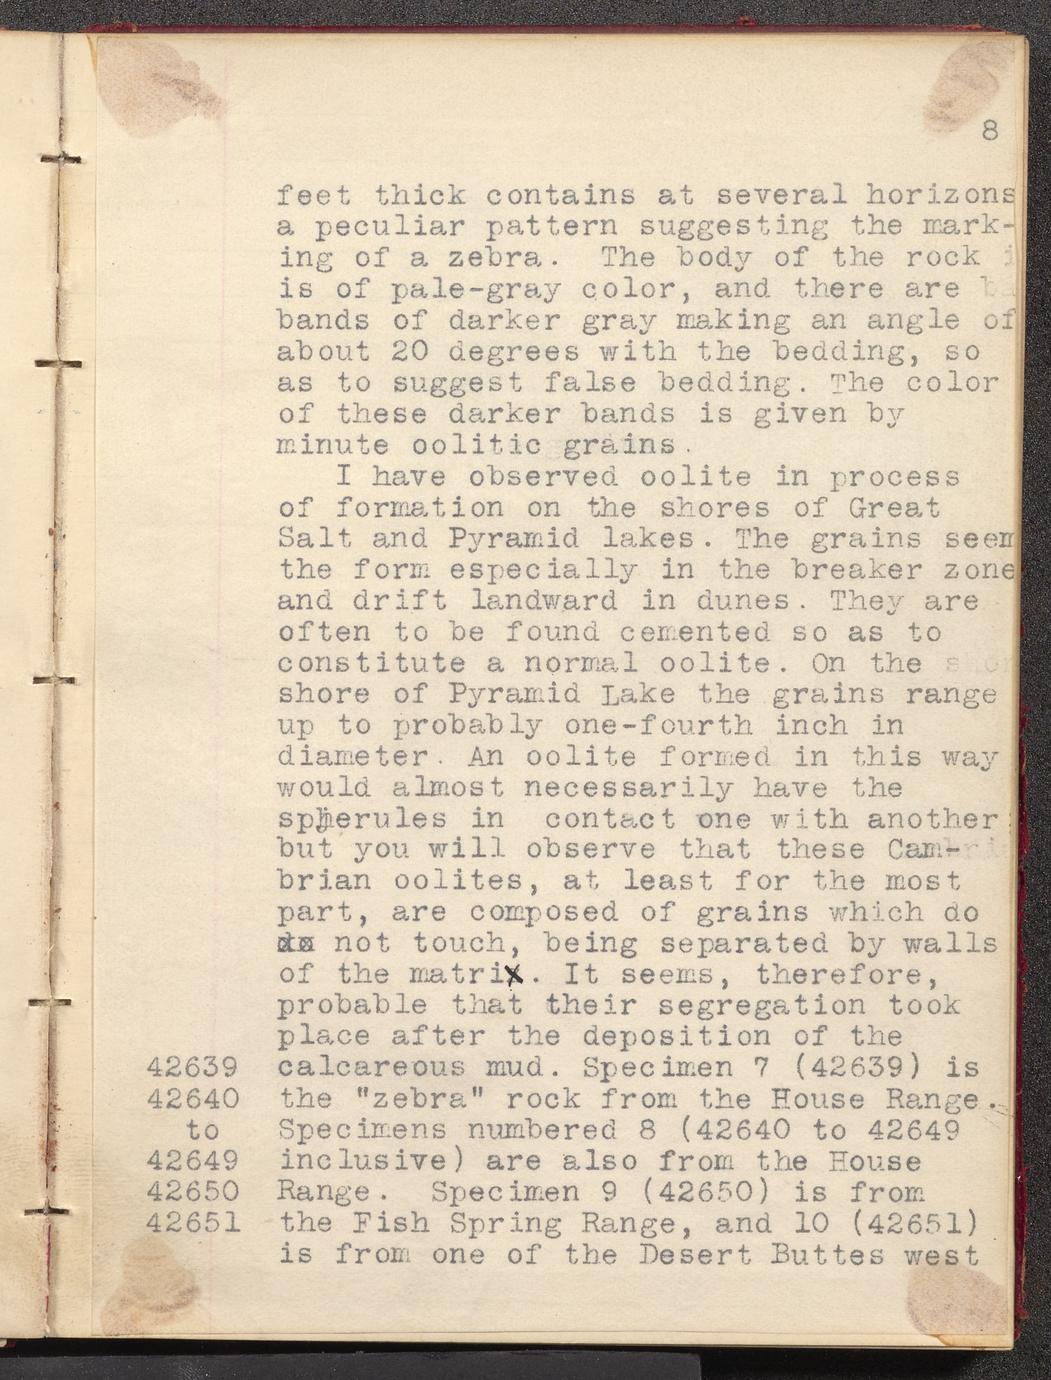 8
feet thick contains at several horizons
a peculiar pattern suggesting the mark-
ing of a zebra. The body of the rock i
is of pale-gray color, and there are ba
bands of darker gray making an angle of
about 20 degrees with the bedding, so
as to suggest false bedding. The color
of these darker bands is given by
minute oolitic grains.
I have observed oolite in process
of formation on the shores of Great
Salt and Pyramid lakes. The grains seem
the form especially in the breaker zone
and drift landward in dunes. They are
often to be found cemented so as to
constitute a normal oolite. On the shor
shore of Pyramid Lake the grains range
up to probably one-fourth inch in
diameter. An oolite formed in this way
would almost necessarily have the
spherules in contact one with another;
but you will observe that these Cam-
brian oolites, at least for the most
part, are composed of grains which do
do not touch, being separated by walls
of the matrix. It seems, therefore,
probable that their segregation took
place after the deposition of the
42639 calcareous mud. Specimen 7 (42639) is
42640 the "zebra" rock from the House Range.
to Specimens numbered 8 (42640 to 42649
42649 inclusive) are also from the House
42650 Range. Specimen 9 (42650) is from
42651 the Fish Spring Range, and 10 (42651)
is from one of the Desert Buttes west